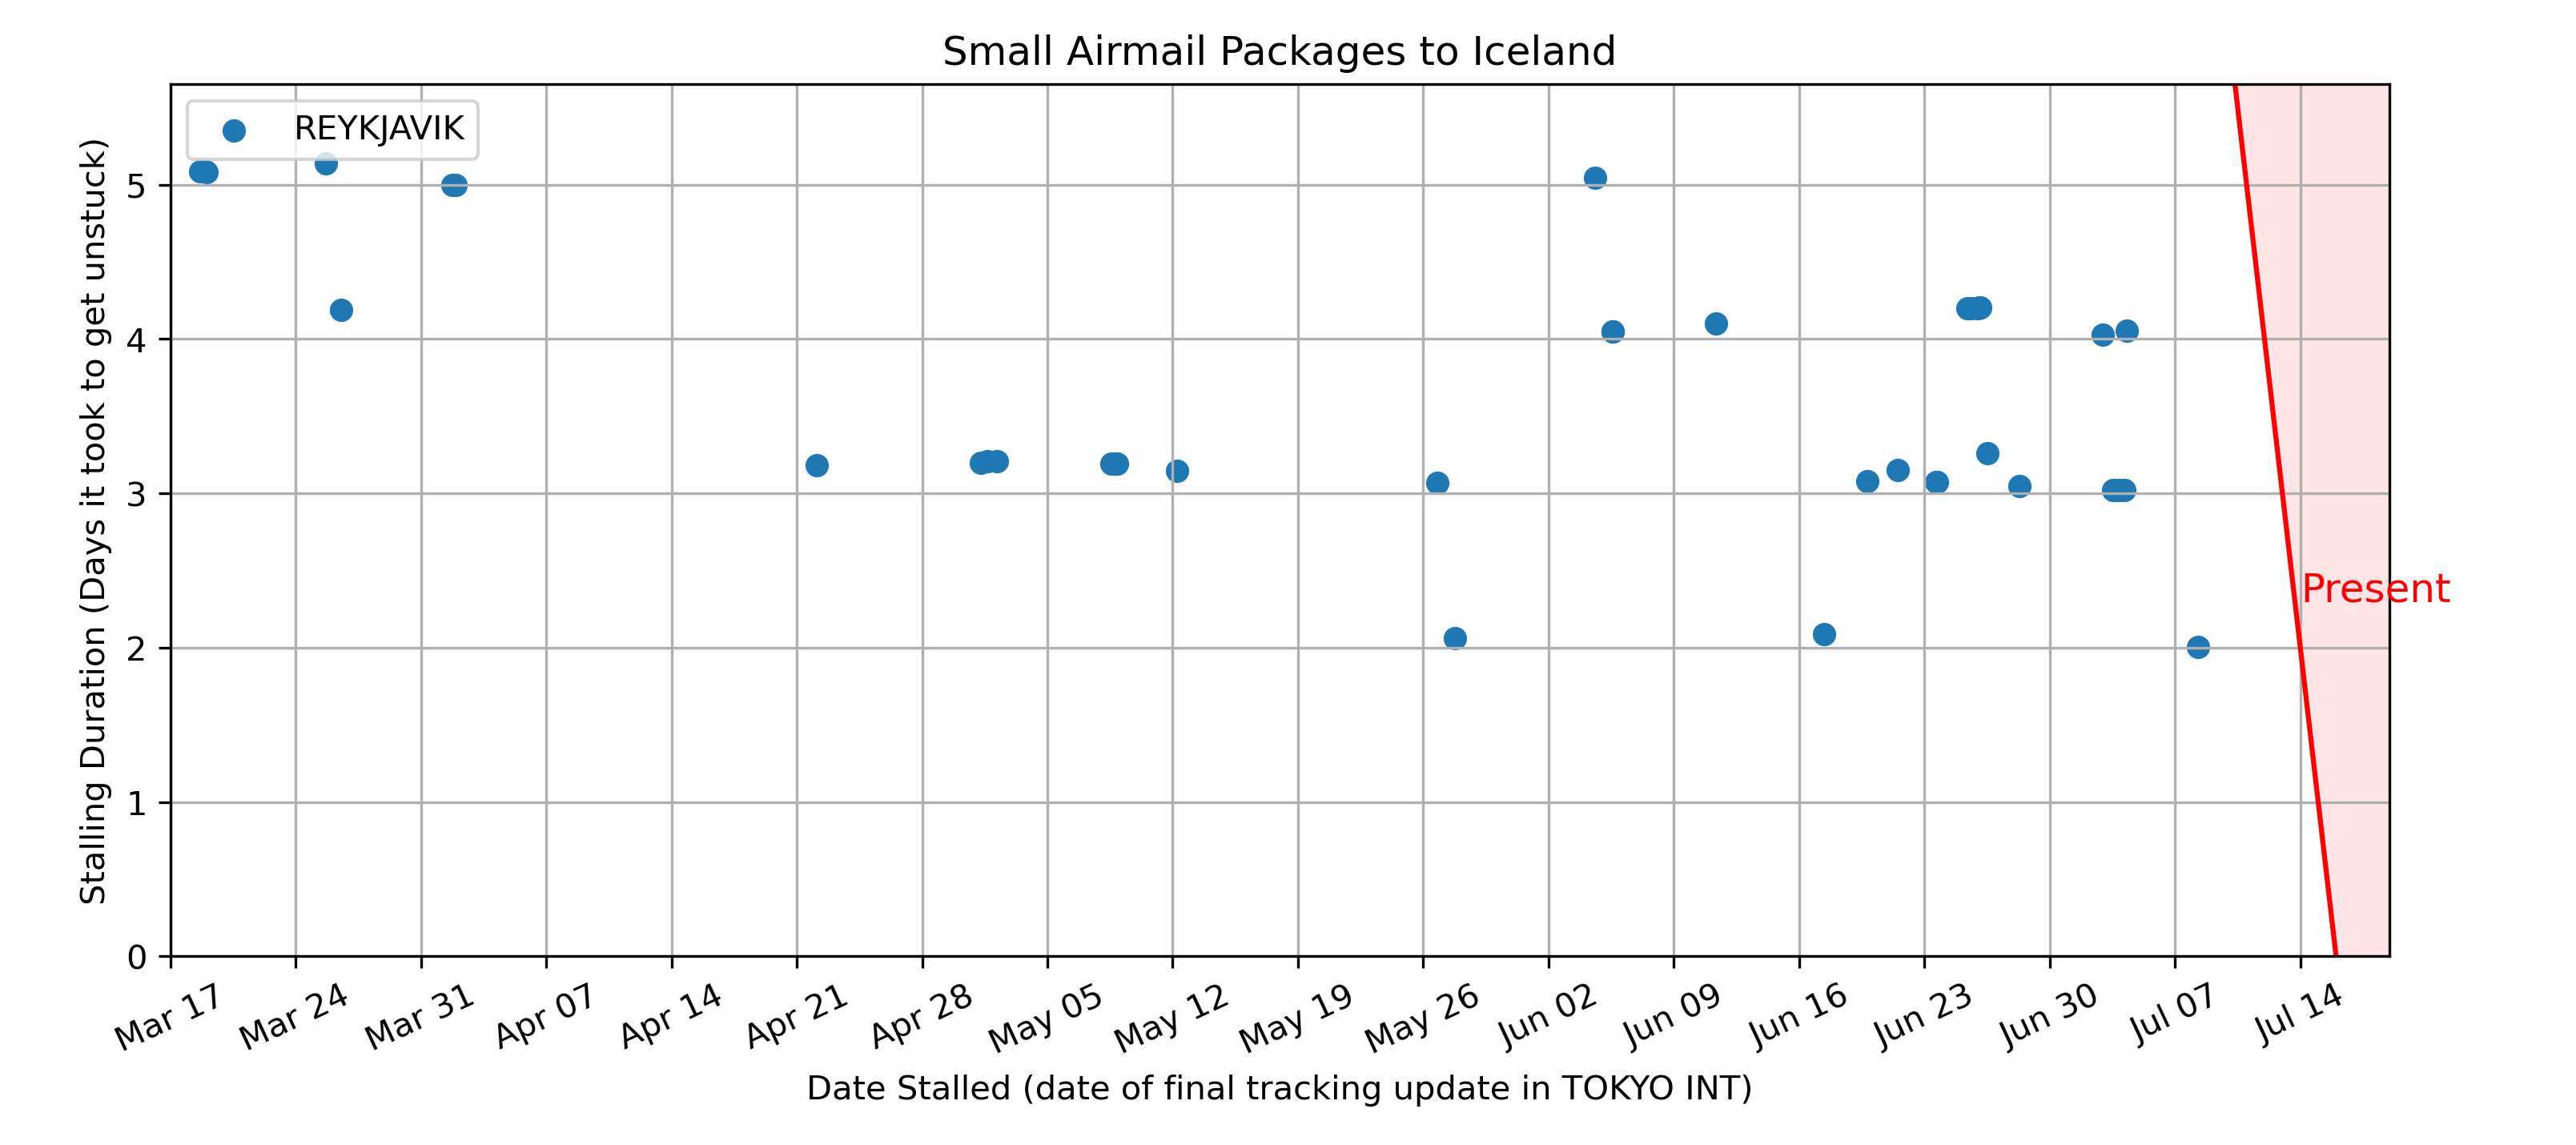 Small Airmail Packages to Iceland
REYKJAVIK
Stalling Duration (Days it took to get unstuck)
5
4
3
2
1
0
Present
Mar 17 Mar 24 Mar 31 Apr 07 Apr 14 Apr 21 Apr 28 May 05 May 12 May 19 May 26 Jun 02 Jun 09 Jun 16 Jun 23 Jun 30 Jul 07 Jul 14
Date Stalled (date of final tracking update in TOKYO INT)